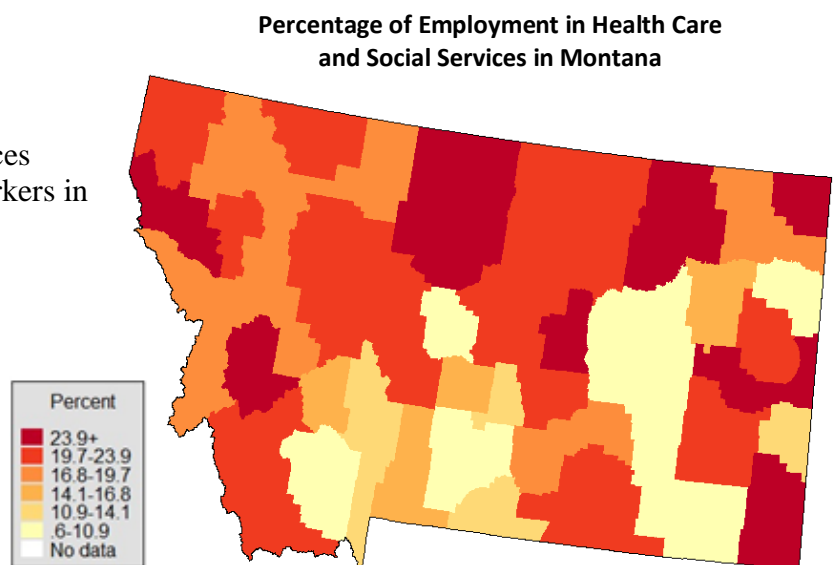 Percentage of Employment in Health Care
and Social Services in Montana
Percent
23.9+
19.7-23.9
16.8-19.7
14.1-16.8
10.9-14.1
.6-10.9
No data